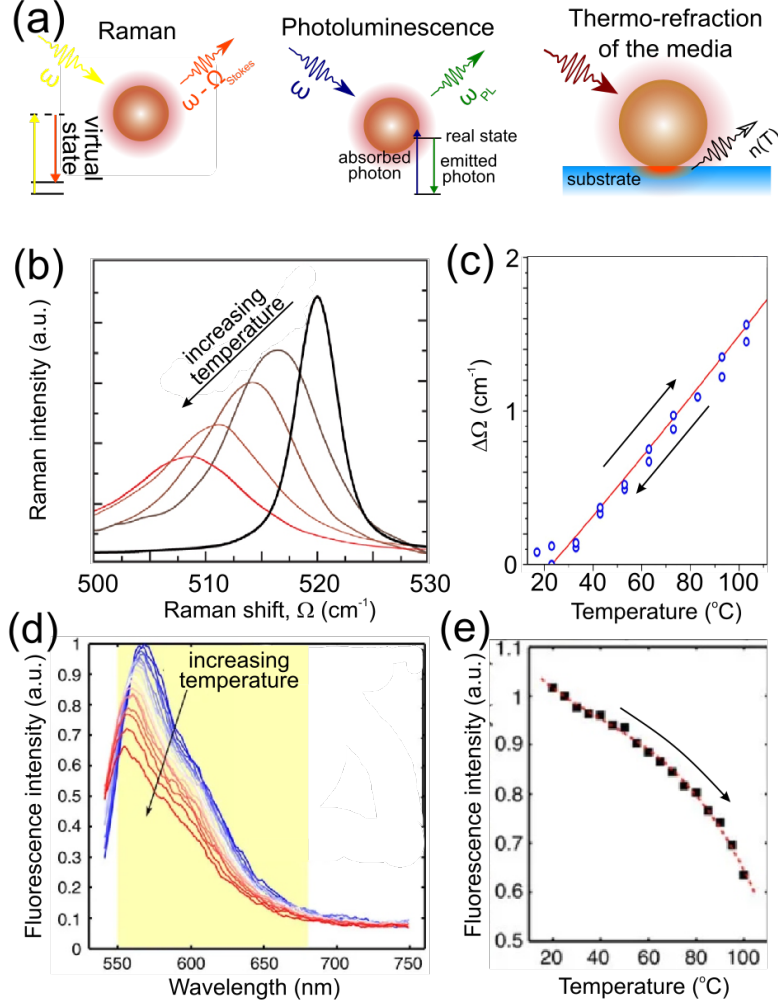 (a)
Raman
Photoluminescence
Thermo-refraction
of the media
ω
ω - Ω Stokes
ω
ω PL
n(T)
virtual
state
real state
absorbed
photon
emitted
photon
substrate
(b)
increasing
temperature
Raman intensity (a.u.)
500
510
520
530
Raman shift, Ω (cm⁻¹)
(c)
2
1
0
ΔΩ (cm⁻¹)
20
40
60
80
100
Temperature (°C)
(d)
increasing
temperature
Fluorescence intensity (a.u.)
1
0.9
0.8
0.7
0.6
0.5
0.4
0.3
0.2
0.1
0.1
550
600
650
700
750
Wavelength (nm)
(e)
Fluorescence intensity (a.u.)
1.1
1
0.9
0.8
0.7
0.6
0.5
20
40
60
80
100
Temperature (°C)